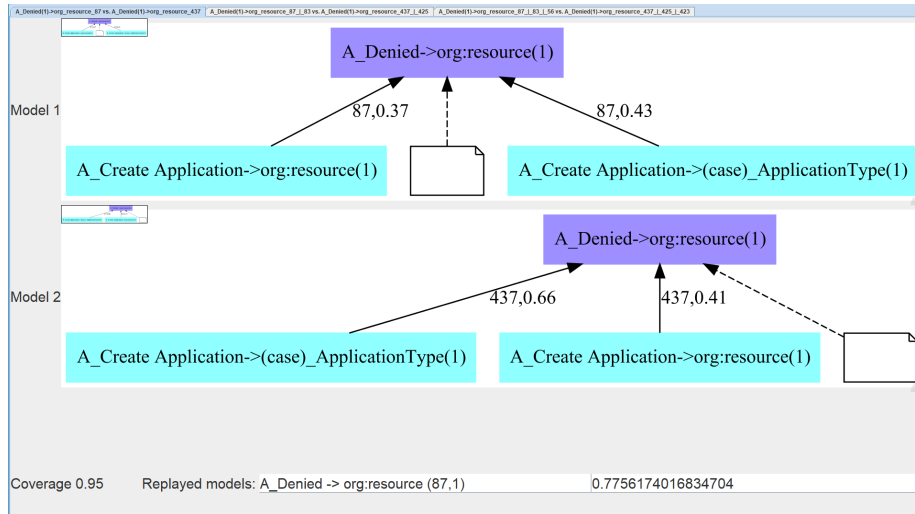 A_Denied(1)->org_resource_87 vs. A_Denied(1)->org_resource_437 A_Denied(1)->org_resource_87_|_83 vs. A_Denied(1)->org_resource_437_|_425 A_Denied(1)->org_resource_87_|_83_|_56 vs. A_Denied(1)->org_resource_437_|_425_|_423
A_Denied->org:resource(1)
Model 1
87,0.37
87,0.43
A_Create Application->org:resource(1)
A_Create Application->(case)_ApplicationType(1)
A_Denied->org:resource(1)
Model 2
437,0.66
437,0.41
A_Create Application->(case)_ApplicationType(1)
A_Create Application->org:resource(1)
Coverage 0.95 Replayed models: A_Denied -> org:resource (87,1) 0.7756174016834704